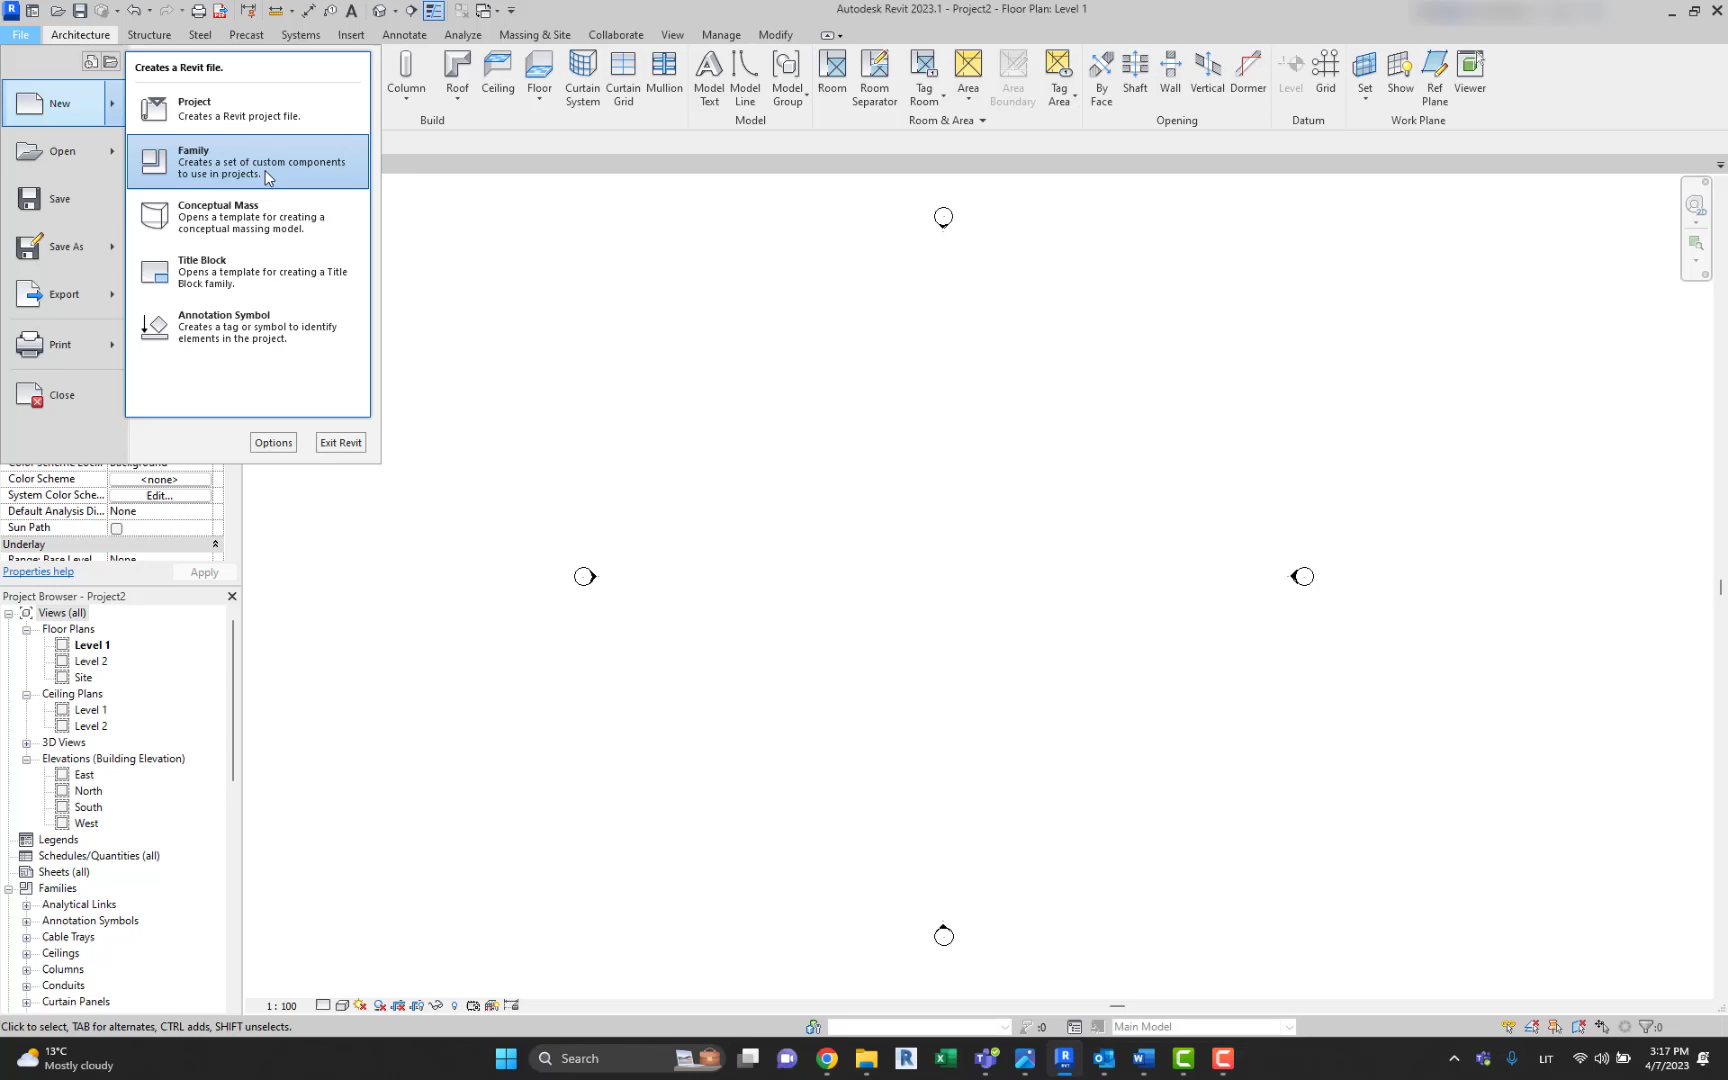 Autodesk Revit 2023.1 - Project2 - Floor Plan: Level 1
File Architecture Structure Steel Precast Systems Insert Annotate Analyze Massing & Site Collaborate View Manage Modify
Creates a Revit file.
New
Project
Creates a Revit project file.
Family
Creates a set of custom components
to use in projects.
Conceptual Mass
Opens a template for creating a
conceptual massing model.
Title Block
Opens a template for creating a Title
Block family.
Annotation Symbol
Creates a tag or symbol to identify
elements in the project.
Open
Save
Save As
Export
Print
Close
Options Exit Revit
Column Roof Ceiling Floor Curtain
System Curtain
Grid Mullion
Build
Model
Text Model
Line Model
Group
Model
Room Room
Separator Tag
Room Area Area
Boundary Tag
Area
Room & Area
By
Face Shaft Wall Vertical Dormer
Opening
Level Grid
Datum
Set Show Ref
Plane Viewer
Work Plane
2D
Color Scheme <none>
System Color Sche... Edit...
Default Analysis Di... None
Sun Path
Underlay
Range: Base Level None
Properties help Apply
Project Browser - Project2
Views (all)
Floor Plans
Level 1
Level 2
Site
Ceiling Plans
Level 1
Level 2
3D Views
Elevations (Building Elevation)
East
North
South
West
Legends
Schedules/Quantities (all)
Sheets (all)
Families
Analytical Links
Annotation Symbols
Cable Trays
Ceilings
Columns
Conduits
Curtain Panels
1 : 100
Click to select, TAB for alternates, CTRL adds, SHIFT unselects.
:0 Main Model :0
13°C
Mostly cloudy
Search
LIT
3:17 PM
4/7/2023